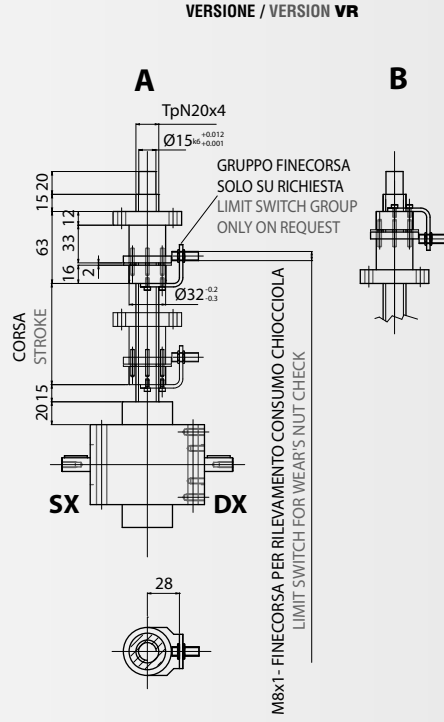 VERSIONE / VERSION VR
A
B
TpN20x4
Ø15 k6 +0.012 +0.001
GRUPPO FINECORSA
SOLO SU RICHIESTA
LIMIT SWITCH GROUP
ONLY ON REQUEST
20
15
12
63
33
16
2
Ø32 -0.2 -0.3
CORSA
STROKE
15
20
SX
DX
M8x1- FINECORSA PER RILEVAMENTO CONSUMO CHIOCCIOLA
LIMIT SWITCH FOR WEAR'S NUT CHECK
28